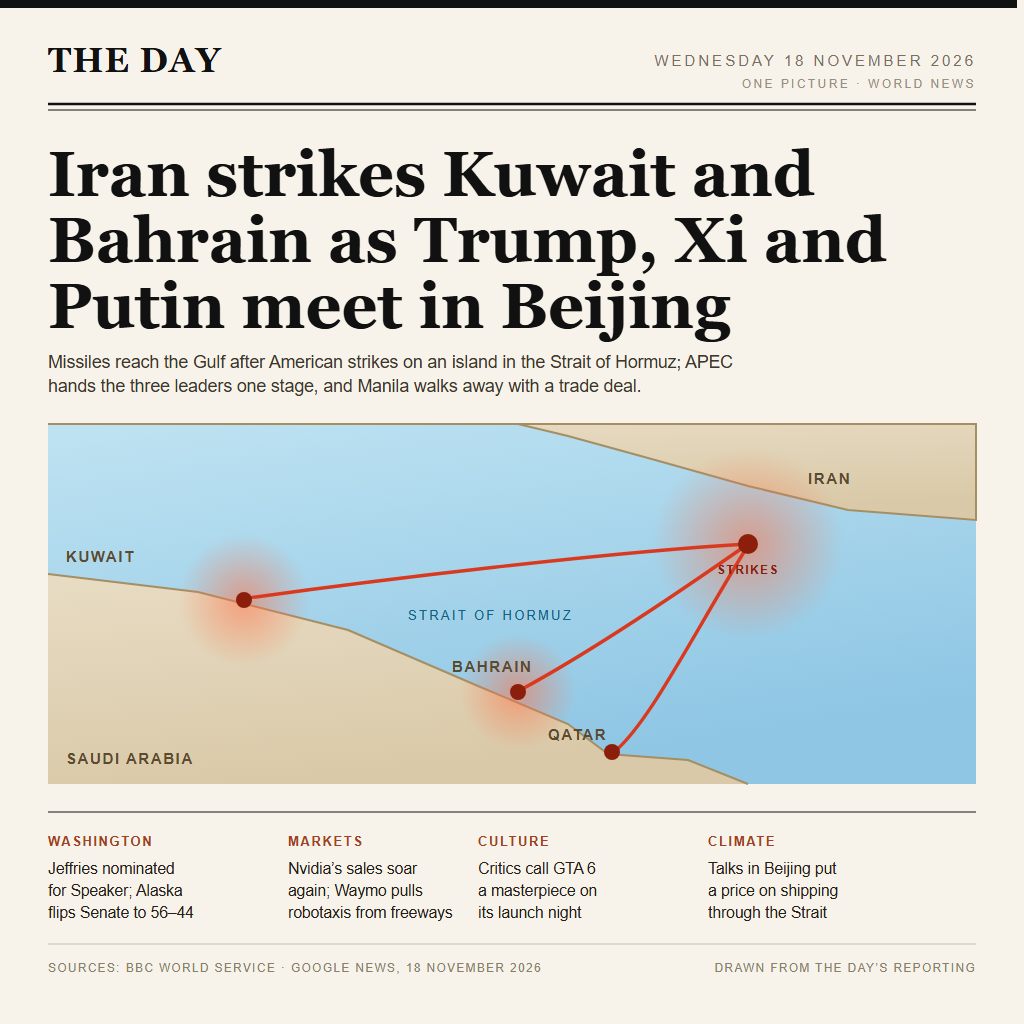 THE DAY
WEDNESDAY 18 NOVEMBER 2026
ONE PICTURE · WORLD NEWS
Iran strikes Kuwait and
Bahrain as Trump, Xi and
Putin meet in Beijing
Missiles reach the Gulf after American strikes on an island in the Strait of Hormuz; APEC
hands the three leaders one stage, and Manila walks away with a trade deal.
IRAN
KUWAIT
STRIKES
STRAIT OF HORMUZ
BAHRAIN
QATAR
SAUDI ARABIA
WASHINGTON
Jeffries nominated
for Speaker; Alaska
flips Senate to 56–44
MARKETS
Nvidia’s sales soar
again; Waymo pulls
robotaxis from freeways
CULTURE
Critics call GTA 6
a masterpiece on
its launch night
CLIMATE
Talks in Beijing put
a price on shipping
through the Strait
SOURCES: BBC WORLD SERVICE · GOOGLE NEWS, 18 NOVEMBER 2026
DRAWN FROM THE DAY’S REPORTING